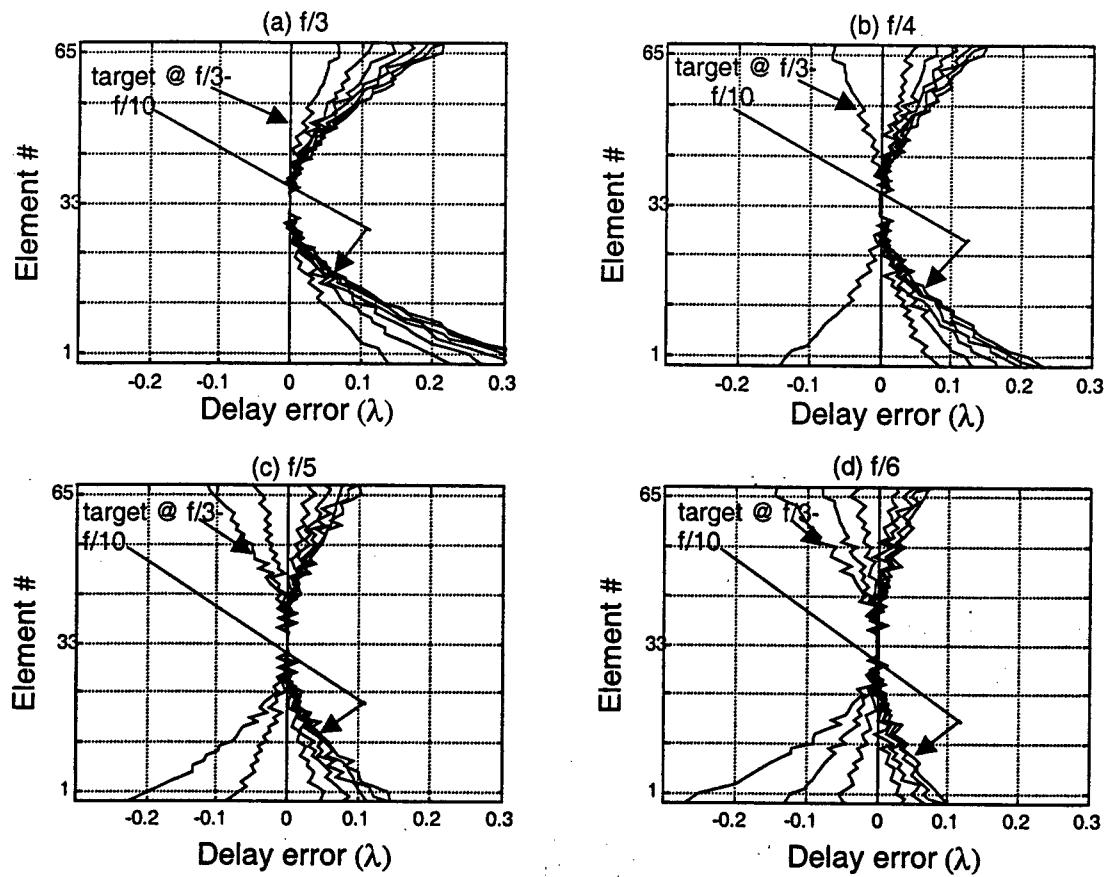 (a) f/3
65
target @ f/3-
f/10
Element #
33
1
-0.2 -0.1 0 0.1 0.2 0.3
Delay error (λ)
(b) f/4
65
target @ f/3-
f/10
Element #
33
1
-0.2 -0.1 0 0.1 0.2 0.3
Delay error (λ)
(c) f/5
65
target @ f/3-
f/10
Element #
33
1
-0.2 -0.1 0 0.1 0.2 0.3
Delay error (λ)
(d) f/6
65
target @ f/3-
f/10
Element #
33
1
-0.2 -0.1 0 0.1 0.2 0.3
Delay error (λ)